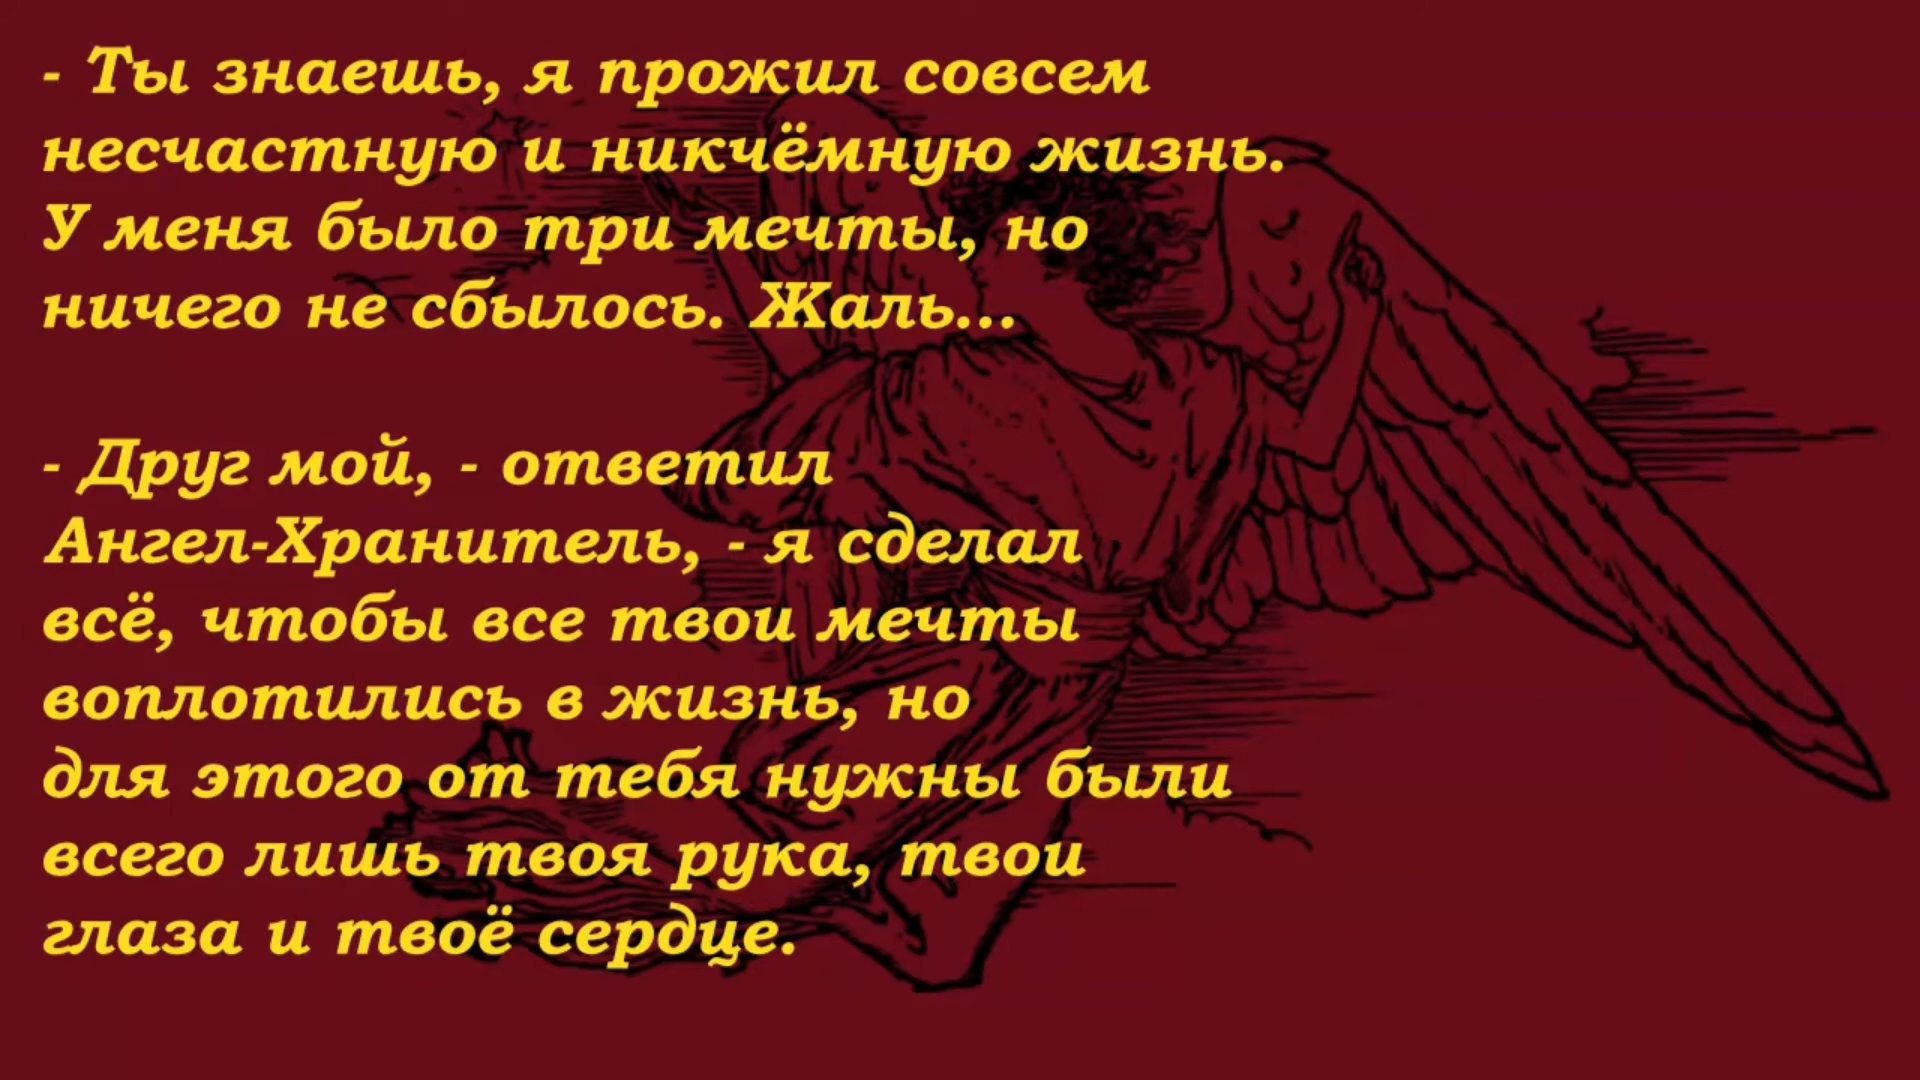 - Ты знаешь, я прожил совсем
несчастную и никчёмную жизнь.
У меня было три мечты, но
ничего не сбылось. Жаль...
- Друг мой, - ответил
Ангел-Хранитель, - я сделал
всё, чтобы все твои мечты
воплотились в жизнь, но
для этого от тебя нужны были
всего лишь твоя рука, твои
глаза и твоё сердце.